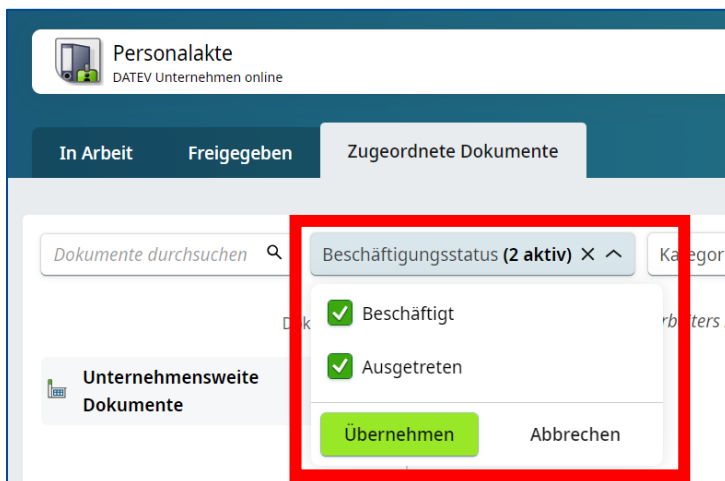 Personalakte
DATEV Unternehmen online
In Arbeit Freigegeben Zugeordnete Dokumente
Dokumente durchsuchen Beschäftigungsstatus (2 aktiv)
Beschäftigt
Ausgetreten
Unternehmensweite
Dokumente
Übernehmen Abbrechen